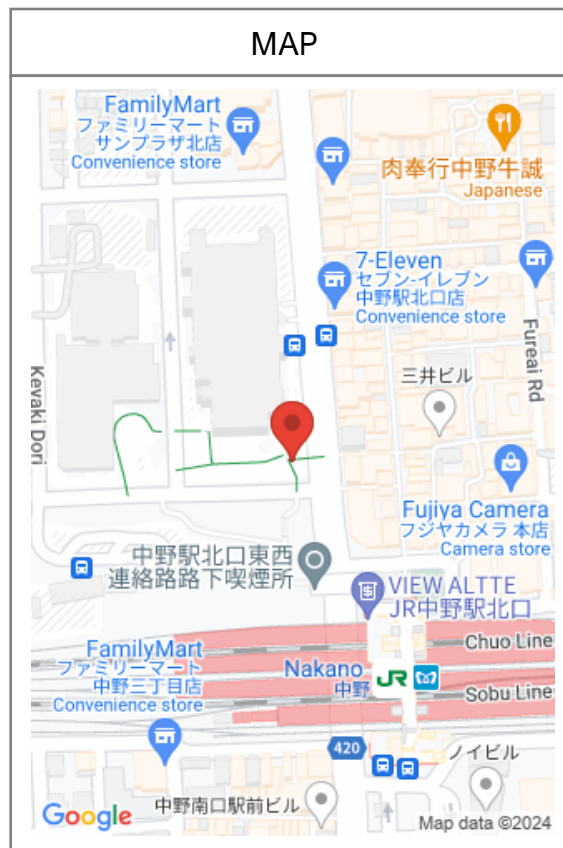 MAP
FamilyMart
ファミリーマート
サンプラザ北店
Convenience store
肉奉行中野牛誠
Japanese
7-Eleven
セブン-イレブン
中野駅北口店
Convenience store
Fureai Rd
Keyaki Dori
三井ビル
Fujiya Camera
フジヤカメラ 本店
Camera store
中野駅北口東西
連絡路路下喫煙所
VIEW ALTTE
JR中野駅北口
FamilyMart
ファミリーマート
中野三丁目店
Convenience store
Chuo Line
Nakano
中野
JR
Sobu Line
420
ノイビル
中野南口駅前ビル
Google
Map data ©2024